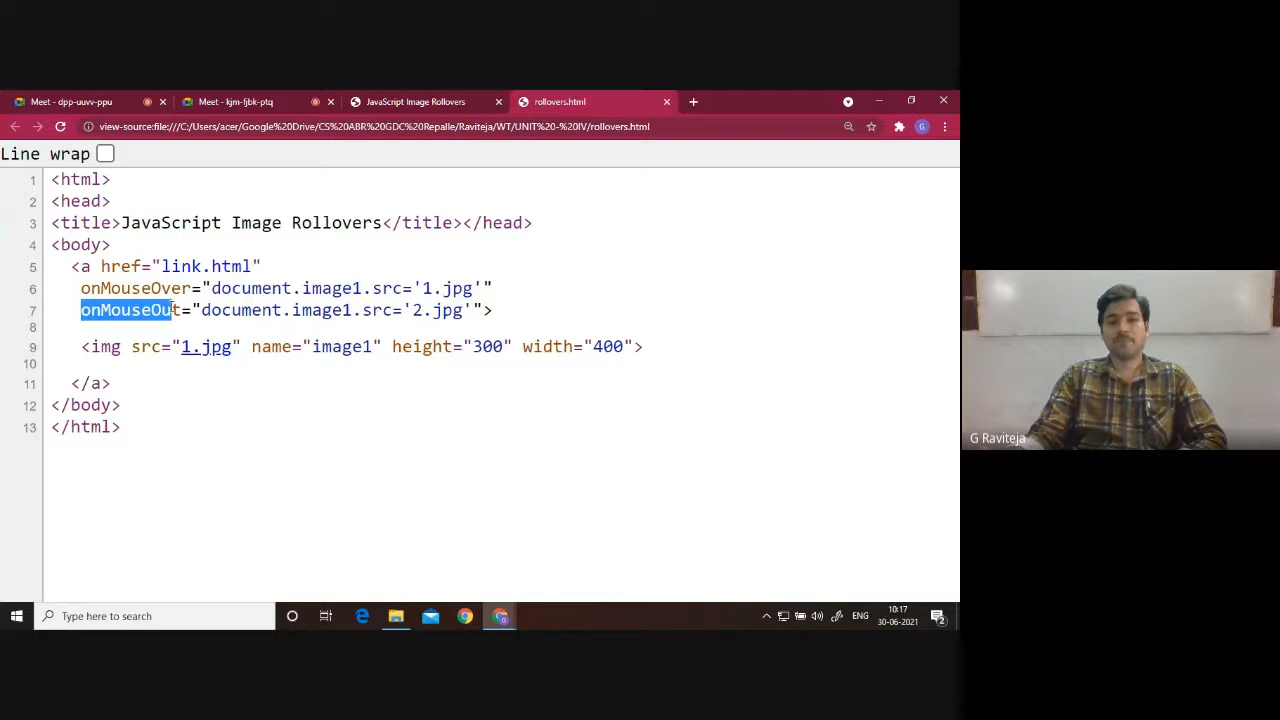 Meet - dpp-uuvv-ppu
Meet - kjm-fjbk-ptq
JavaScript Image Rollovers
rollovers.html
view-source:file:///C:/Users/acer/Google%20Drive/CS%20ABR%20GDC%20Repalle/Raviteja/WT/UNIT%20-%20IV/rollovers.html
G
Line wrap
1 <html>
2 <head>
3 <title>JavaScript Image Rollovers</title></head>
4 <body>
5 <a href="link.html"
6 onMouseOver="document.image1.src='1.jpg'"
7 onMouseOut="document.image1.src='2.jpg'">
8
9 <img src="1.jpg" name="image1" height="300" width="400">
10
11 </a>
12 </body>
13 </html>
G Raviteja
Type here to search
ENG
10:17
30-06-2021
2